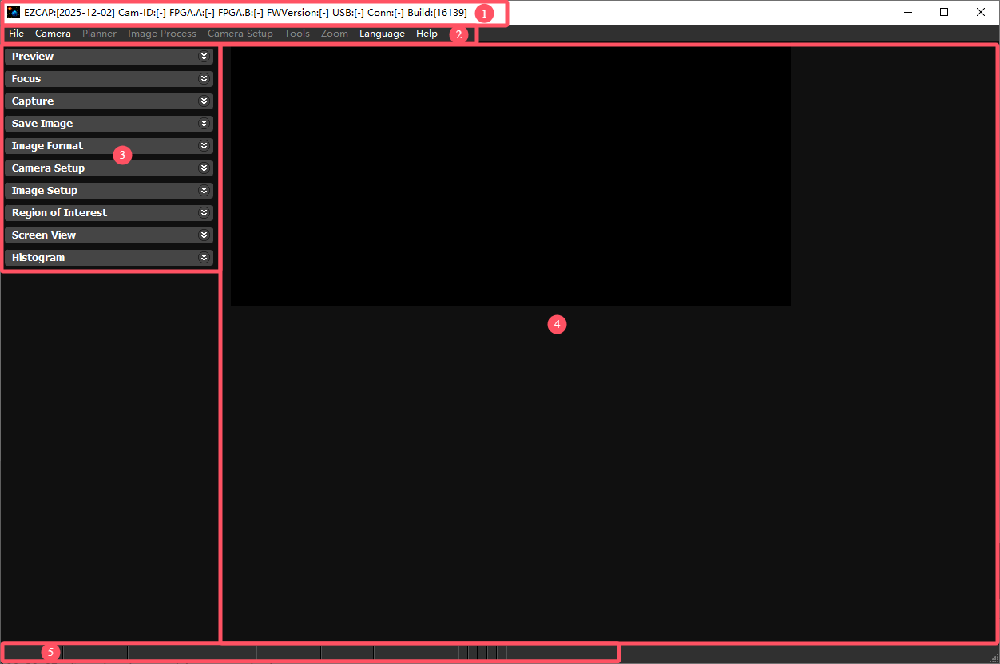 EZCAP:[2025-12-02] Cam-ID:[-] FPGA.A:[-] FPGA.B:[-] FWVersion:[-] USB:[-] Conn:[-] Build:[16139] 1
File Camera Planner Image Process Camera Setup Tools Zoom Language Help 2
Preview
Focus
Capture
Save Image
Image Format
3
Camera Setup
Image Setup
Region of Interest
Screen View
Histogram
4
5